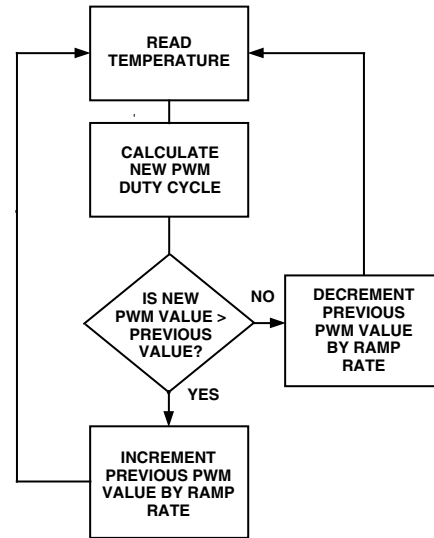 READ
TEMPERATURE
CALCULATE
NEW PWM
DUTY CYCLE
IS NEW
PWM VALUE >
PREVIOUS
VALUE?
NO
DECREMENT
PREVIOUS
PWM VALUE
BY RAMP
RATE
YES
INCREMENT
PREVIOUS PWM
VALUE BY RAMP
RATE